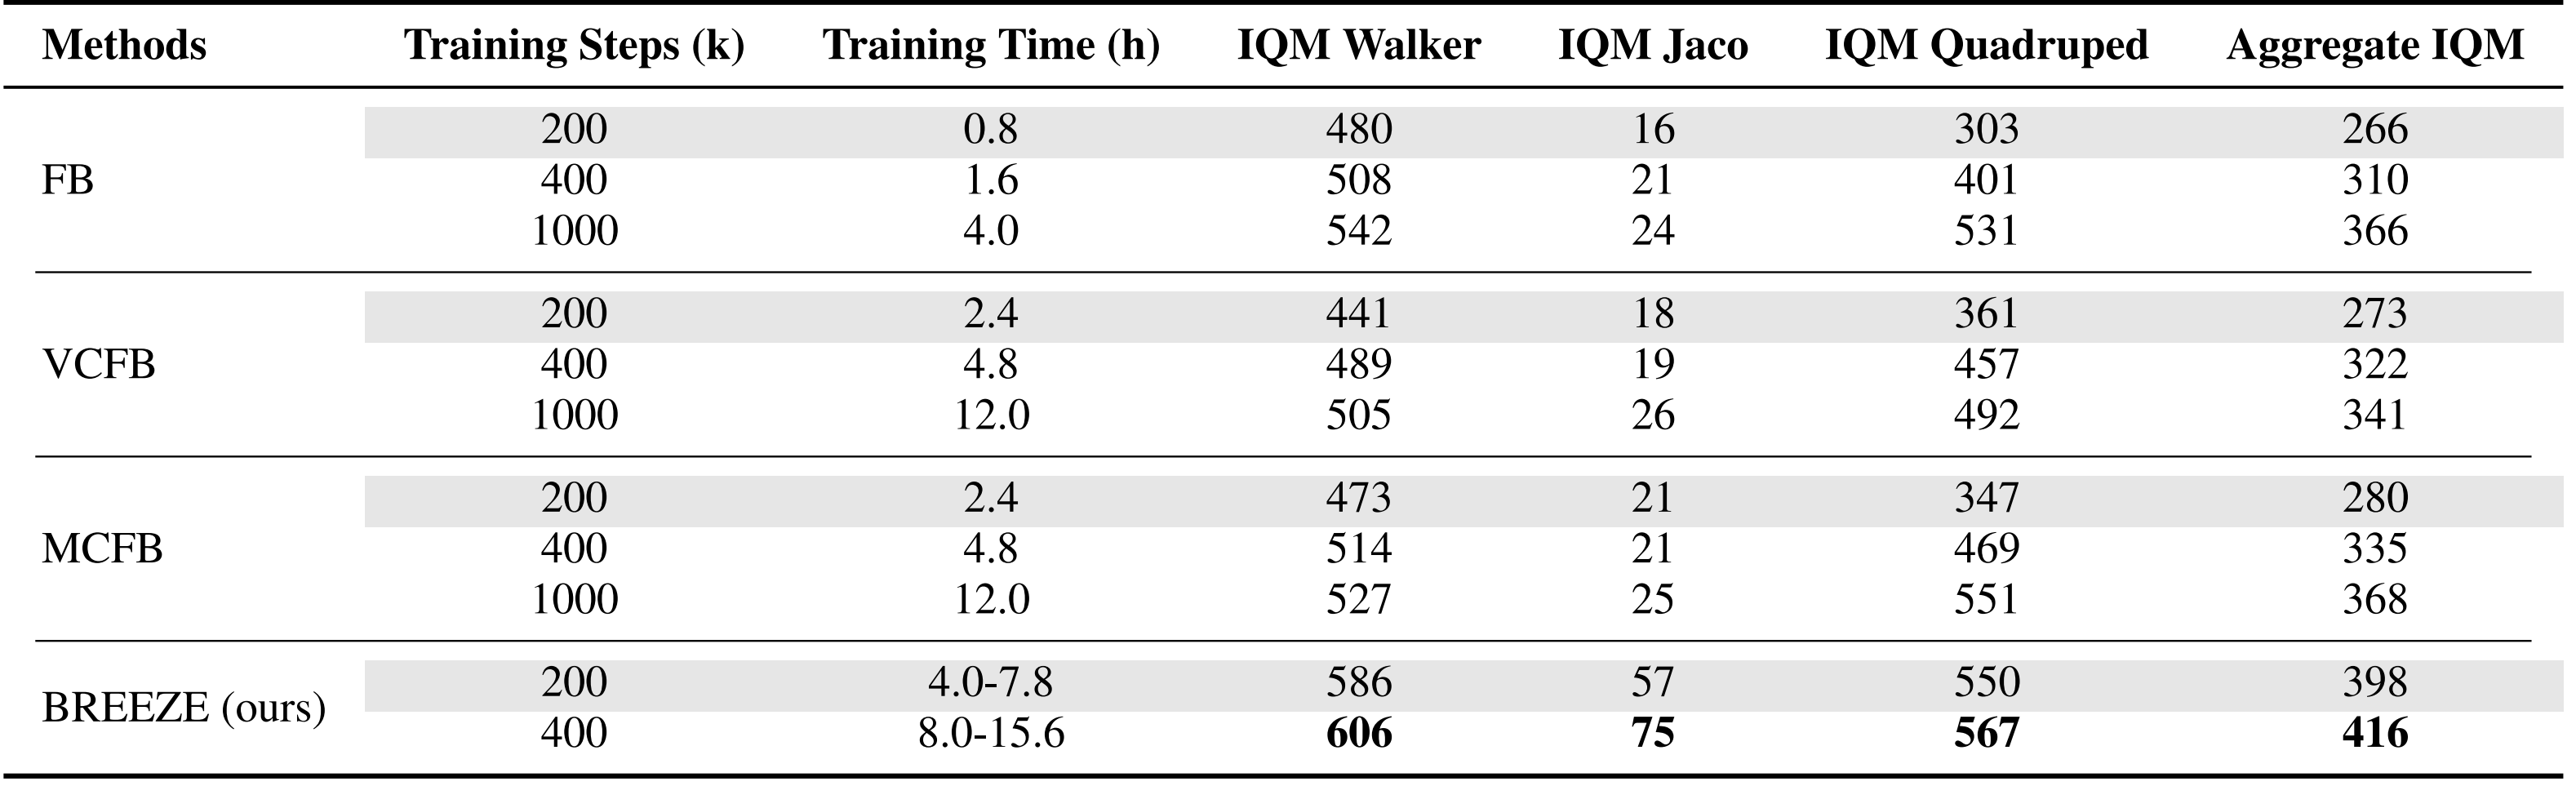 Methods Training Steps (k) Training Time (h) IQM Walker IQM Jaco IQM Quadruped Aggregate IQM
200 0.8 480 16 303 266
FB 400 1.6 508 21 401 310
1000 4.0 542 24 531 366
200 2.4 441 18 361 273
VCFB 400 4.8 489 19 457 322
1000 12.0 505 26 492 341
200 2.4 473 21 347 280
MCFB 400 4.8 514 21 469 335
1000 12.0 527 25 551 368
200 4.0-7.8 586 57 550 398
BREEZE (ours)
400 8.0-15.6 606 75 567 416